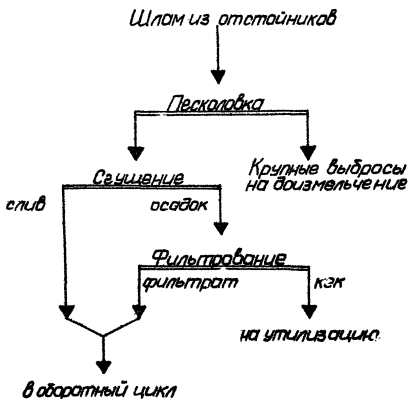 Шлам из отстойников
Песколовка
Сгущение
Крупные выбросы
на доизмельчение
слив
осадок
Фильтрование
фильтрат
кэк
на утилизацию
в оборотный цикл